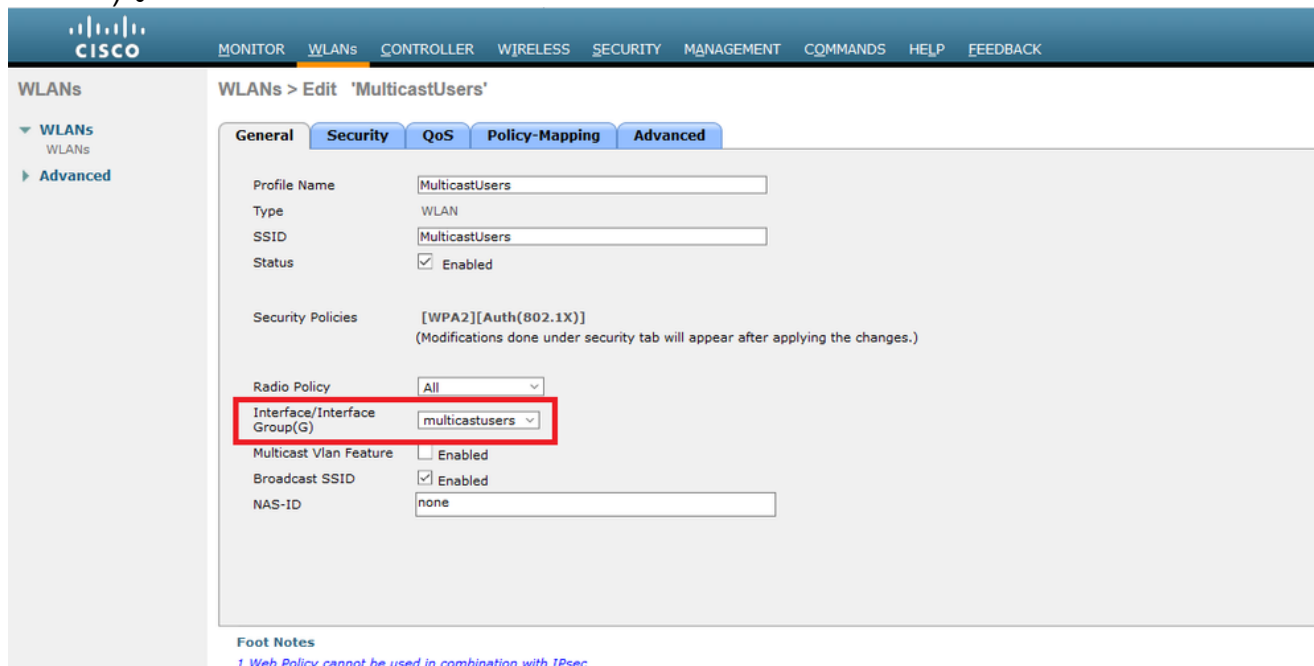 CISCO
MONITOR WLANs CONTROLLER WIRELESS SECURITY MANAGEMENT COMMANDS HELP FEEDBACK
WLANs
WLANs
WLANs
Advanced
WLANs > Edit 'MulticastUsers'
General Security QoS Policy-Mapping Advanced
Profile Name MulticastUsers
Type WLAN
SSID MulticastUsers
Status Enabled
Security Policies [WPA2][Auth(802.1X)]
(Modifications done under security tab will appear after applying the changes.)
Radio Policy All
Interface/Interface
Group(G) multicastusers
Multicast Vlan Feature Enabled
Broadcast SSID Enabled
NAS-ID none
Foot Notes
1 Web Policy cannot be used in combination with IPsec